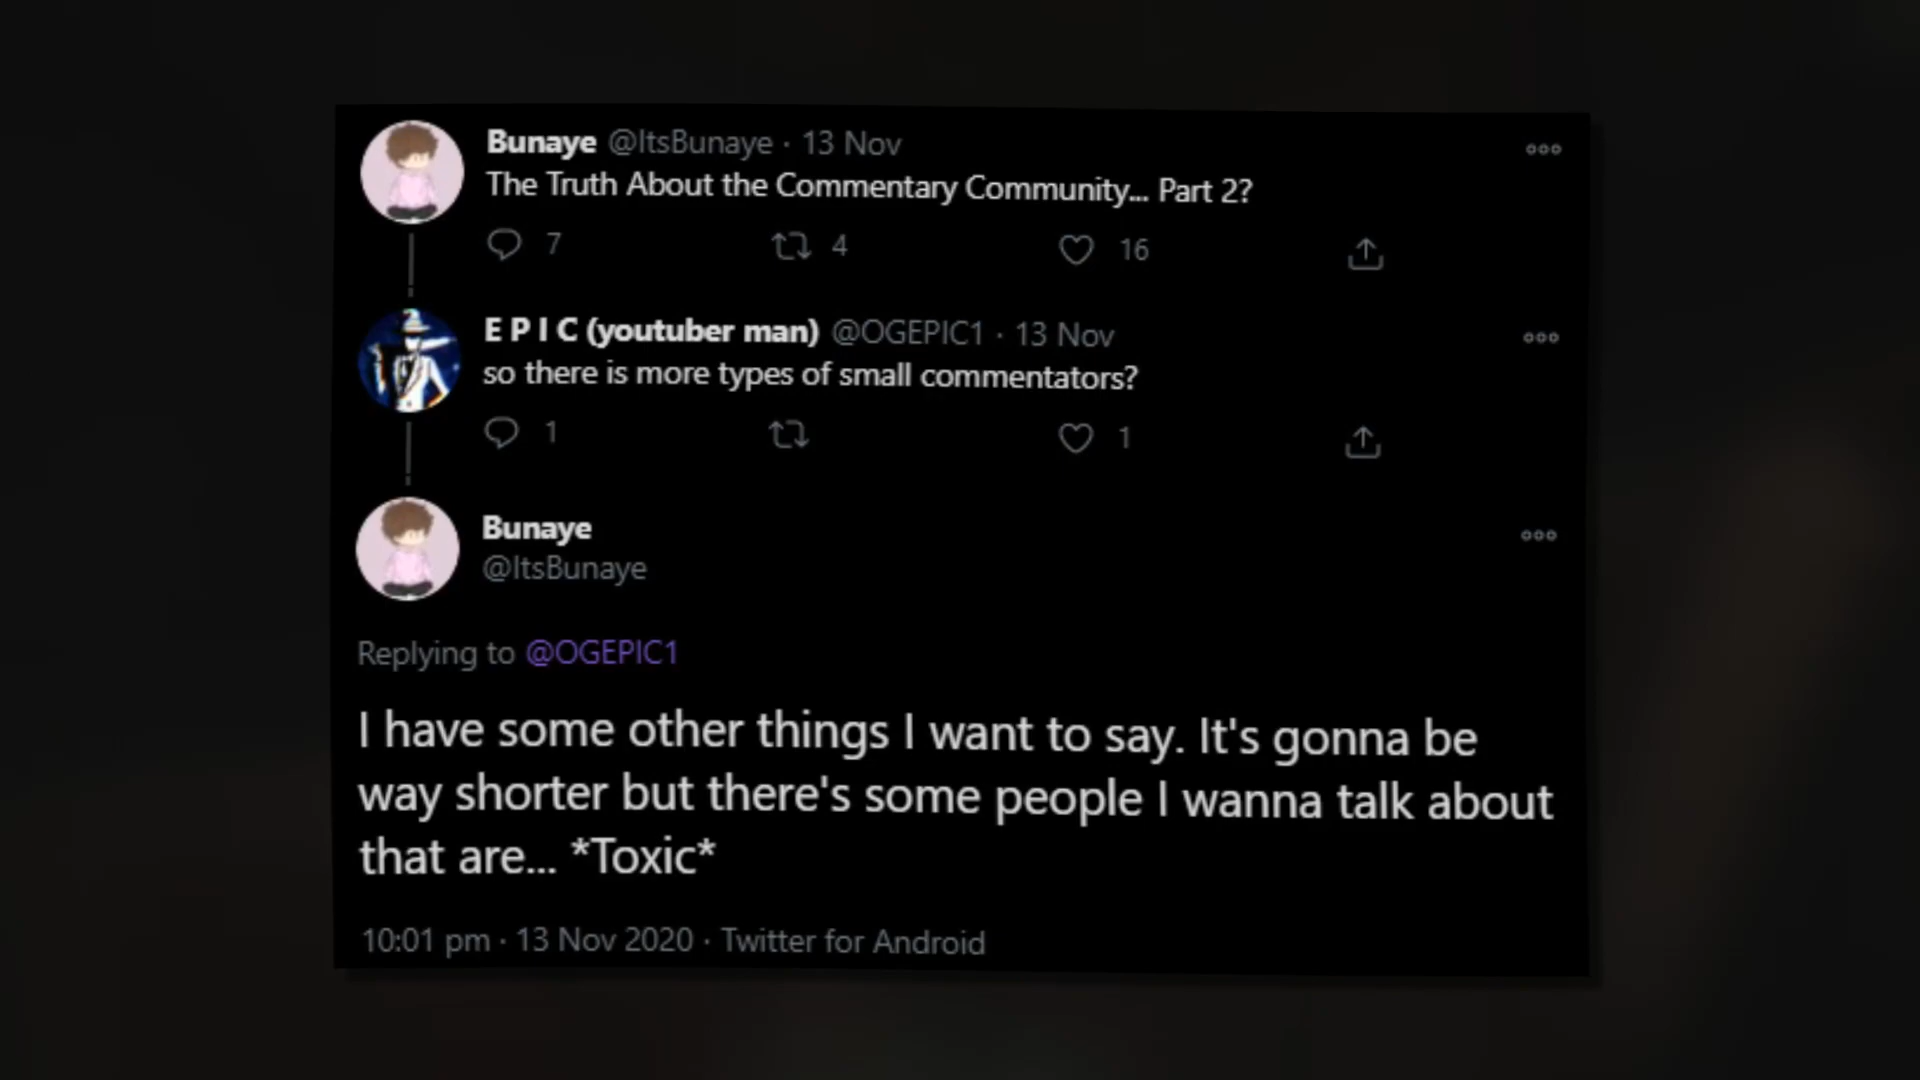 Bunaye @ItsBunaye · 13 Nov
The Truth About the Commentary Community... Part 2?
7 4 16
E P I C (youtuber man) @OGEPIC1 · 13 Nov
so there is more types of small commentators?
1 1
Bunaye
@ItsBunaye
Replying to @OGEPIC1
I have some other things I want to say. It's gonna be
way shorter but there's some people I wanna talk about
that are... *Toxic*
10:01 pm · 13 Nov 2020 · Twitter for Android